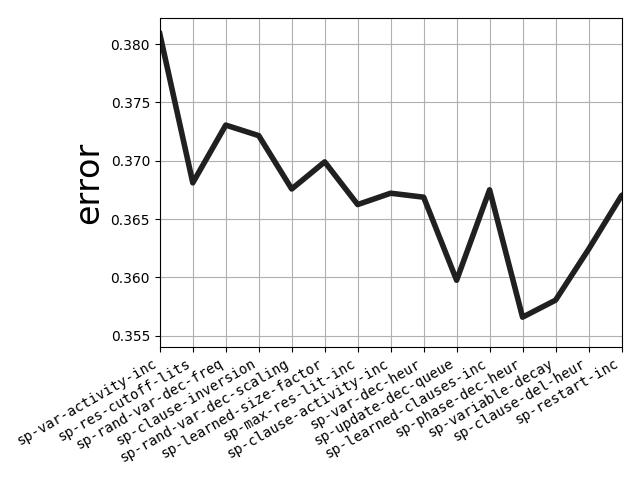 0.380
0.375
0.370
0.365
0.360
0.355
error
sp-var-activity-inc
sp-res-cutoff-lits
sp-rand-var-dec-freq
sp-clause-inversion
sp-rand-var-dec-scaling
sp-learned-size-factor
sp-max-res-lit-inc
sp-clause-activity-inc
sp-var-dec-heur
sp-update-dec-queue
sp-learned-clauses-inc
sp-phase-dec-heur
sp-variable-decay
sp-clause-del-heur
sp-restart-inc